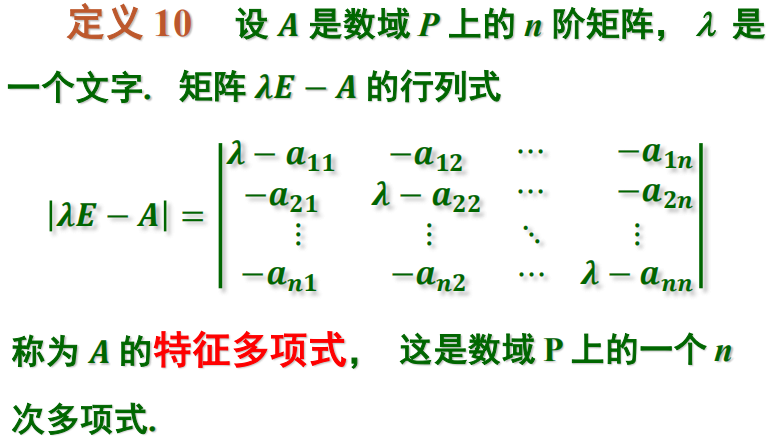 定义 10 设 A 是数域 P 上的 n 阶矩阵， λ 是
一个文字. 矩阵 λE − A 的行列式
λ − a₁₁ −a₁₂ ⋯ −a₁ₙ
−a₂₁ λ − a₂₂ ⋯ −a₂ₙ
|λE − A| =
⋮ ⋮ ⋱ ⋮
−aₙ₁ −aₙ₂ ⋯ λ − aₙₙ
称为 A 的特征多项式， 这是数域 P 上的一个 n
次多项式.